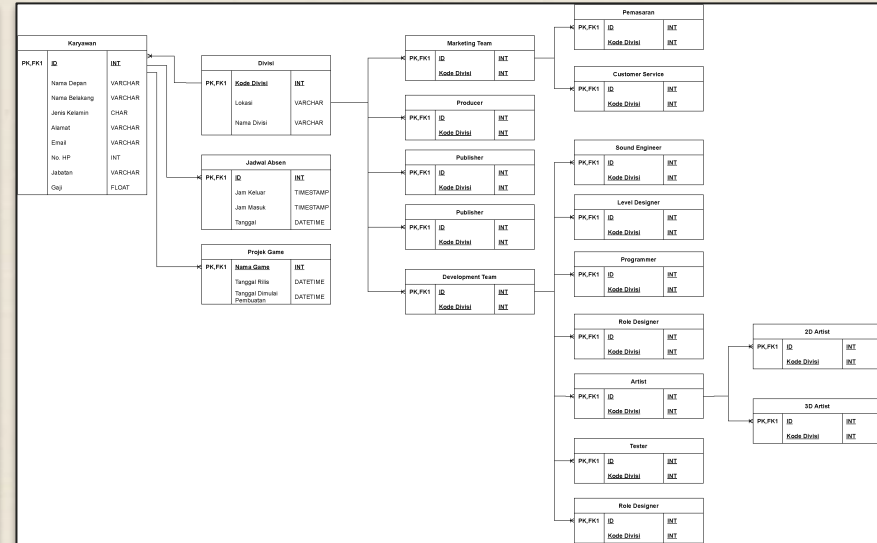 Karyawan
PK,FK1 ID INT
Nama Depan VARCHAR
Nama Belakang VARCHAR
Jenis Kelamin CHAR
Alamat VARCHAR
Email VARCHAR
No. HP INT
Jabatan VARCHAR
Gaji FLOAT
Divisi
PK,FK1 Kode Divisi INT
Lokasi VARCHAR
Nama Divisi VARCHAR
Jadwal Absen
PK,FK1 ID INT
Jam Keluar TIMESTAMP
Jam Masuk TIMESTAMP
Tanggal DATETIME
Projek Game
PK,FK1 Nama Game INT
Tanggal Rilis DATETIME
Tanggal Dimulai
Pembuatan DATETIME
Marketing Team
PK,FK1 ID INT
Kode Divisi INT
Producer
PK,FK1 ID INT
Kode Divisi INT
Publisher
PK,FK1 ID INT
Kode Divisi INT
Publisher
PK,FK1 ID INT
Kode Divisi INT
Development Team
PK,FK1 ID INT
Kode Divisi INT
Pemasaran
PK,FK1 ID INT
Kode Divisi INT
Customer Service
PK,FK1 ID INT
Kode Divisi INT
Sound Engineer
PK,FK1 ID INT
Kode Divisi INT
Level Designer
PK,FK1 ID INT
Kode Divisi INT
Programmer
PK,FK1 ID INT
Kode Divisi INT
Role Designer
PK,FK1 ID INT
Kode Divisi INT
Artist
PK,FK1 ID INT
Kode Divisi INT
Tester
PK,FK1 ID INT
Kode Divisi INT
Role Designer
PK,FK1 ID INT
Kode Divisi INT
2D Artist
PK,FK1 ID INT
Kode Divisi INT
3D Artist
PK,FK1 ID INT
Kode Divisi INT